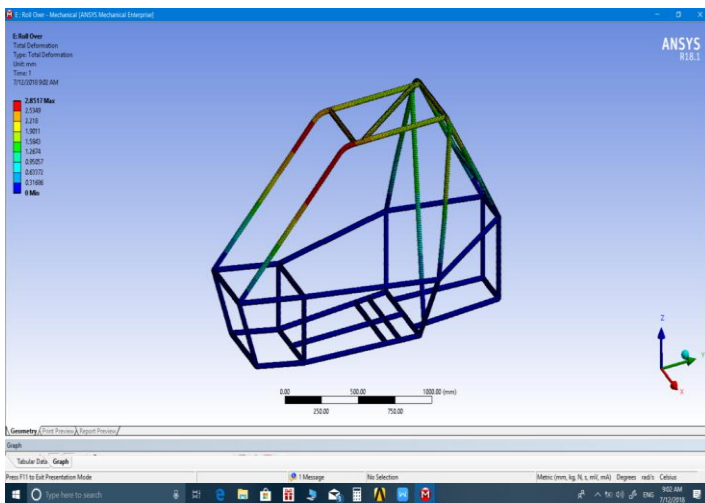 E : Roll Over - Mechanical [ANSYS Mechanical Enterprise]
E: Roll Over
Total Deformation
Type: Total Deformation
Unit: mm
Time: 1
7/12/2018 9:02 AM
2.8517 Max
2.5349
2.218
1.9011
1.5843
1.2674
0.95057
0.63372
0.31686
0 Min
ANSYS
R18.1
Z
Y
X
0.00
500.00
1000.00 (mm)
250.00
750.00
Geometry / Print Preview / Report Preview
Graph
Tabular Data
Graph
Press F11 to Exit Presentation Mode
1 Message
No Selection
Metric (mm, kg, N, s, mV, mA)
Degrees
rad/s
Celsius
Type here to search
ENG
9:02 AM
7/12/2018